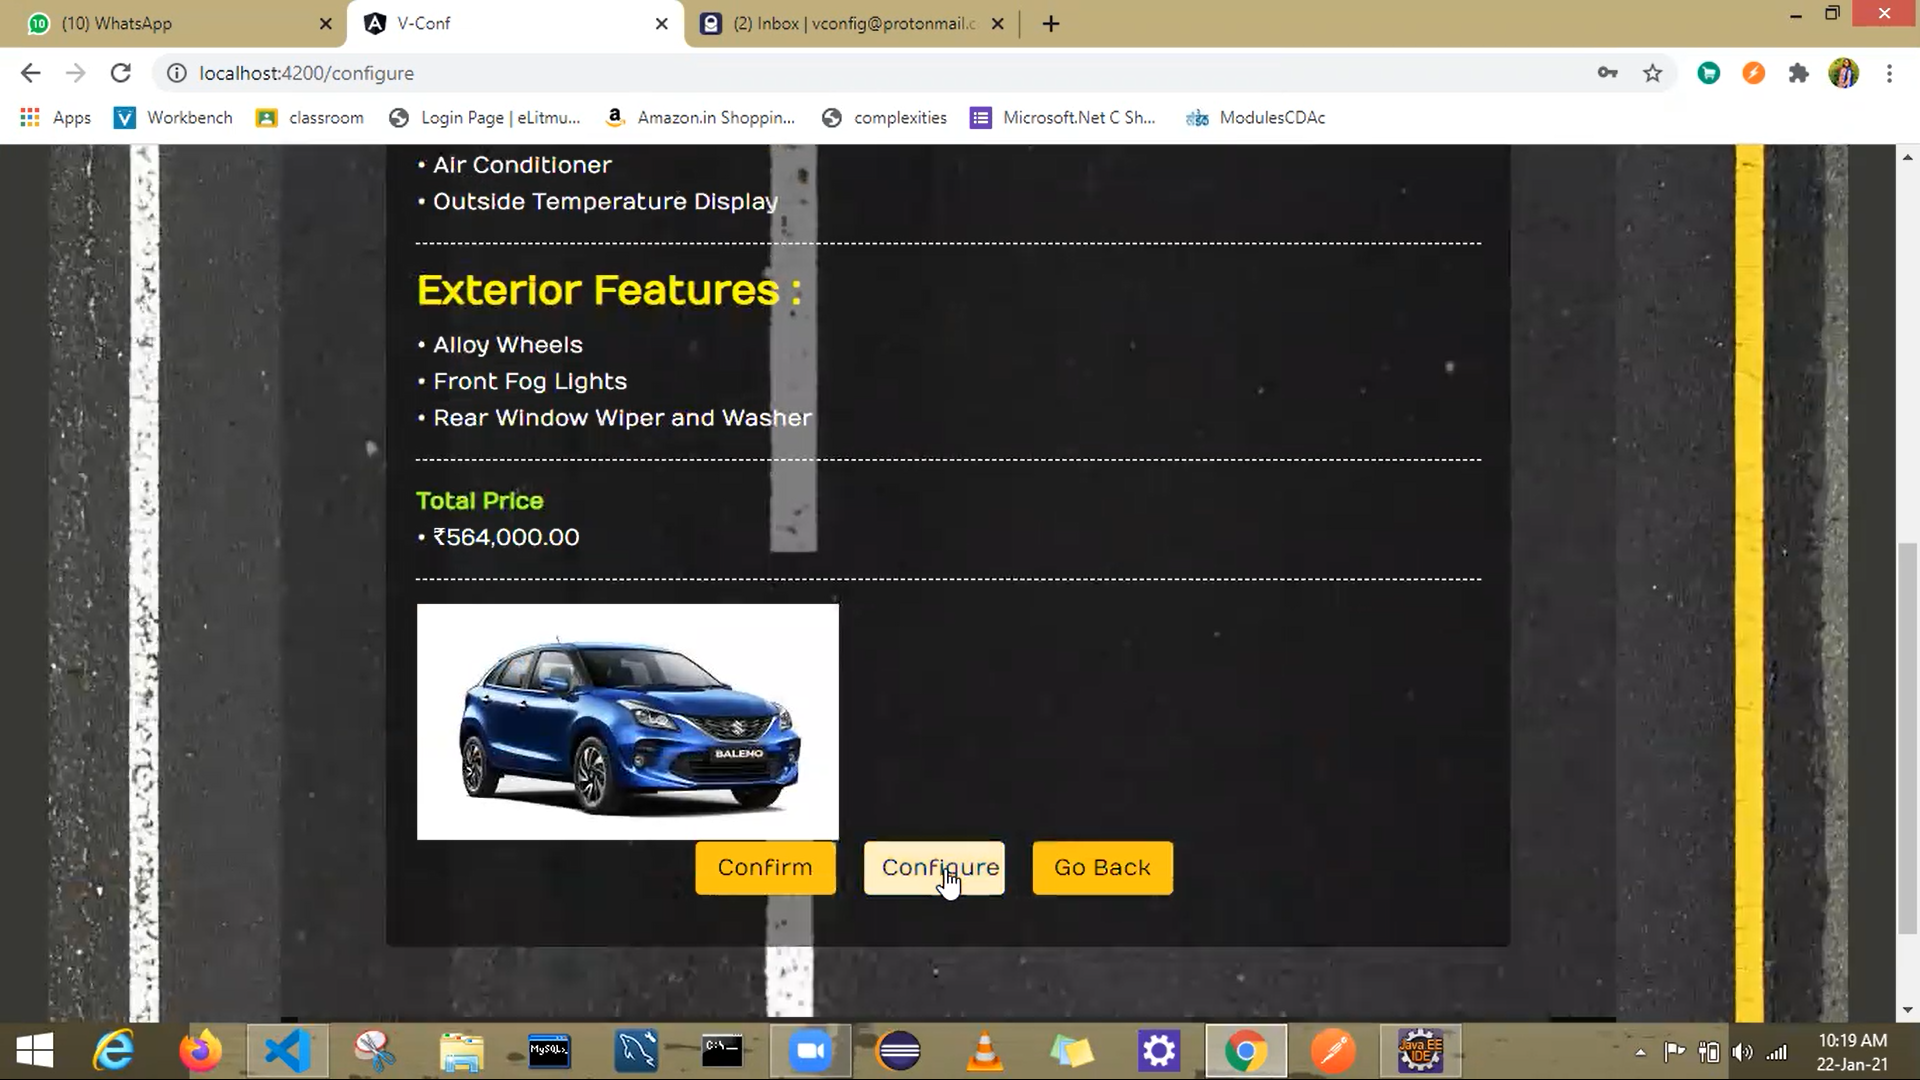 (10) WhatsApp
V-Conf
(2) Inbox | vconfig@protonmail.c
localhost:4200/configure
Apps
Workbench
classroom
Login Page | eLitmu...
Amazon.in Shoppin...
complexities
Microsoft.Net C Sh...
ModulesCDAc
• Air Conditioner
• Outside Temperature Display
Exterior Features :
• Alloy Wheels
• Front Fog Lights
• Rear Window Wiper and Washer
Total Price
• ₹564,000.00
BALENO
Confirm
Configure
Go Back
MySQL
C:\
Java EE
IDE
10:19 AM
22-Jan-21